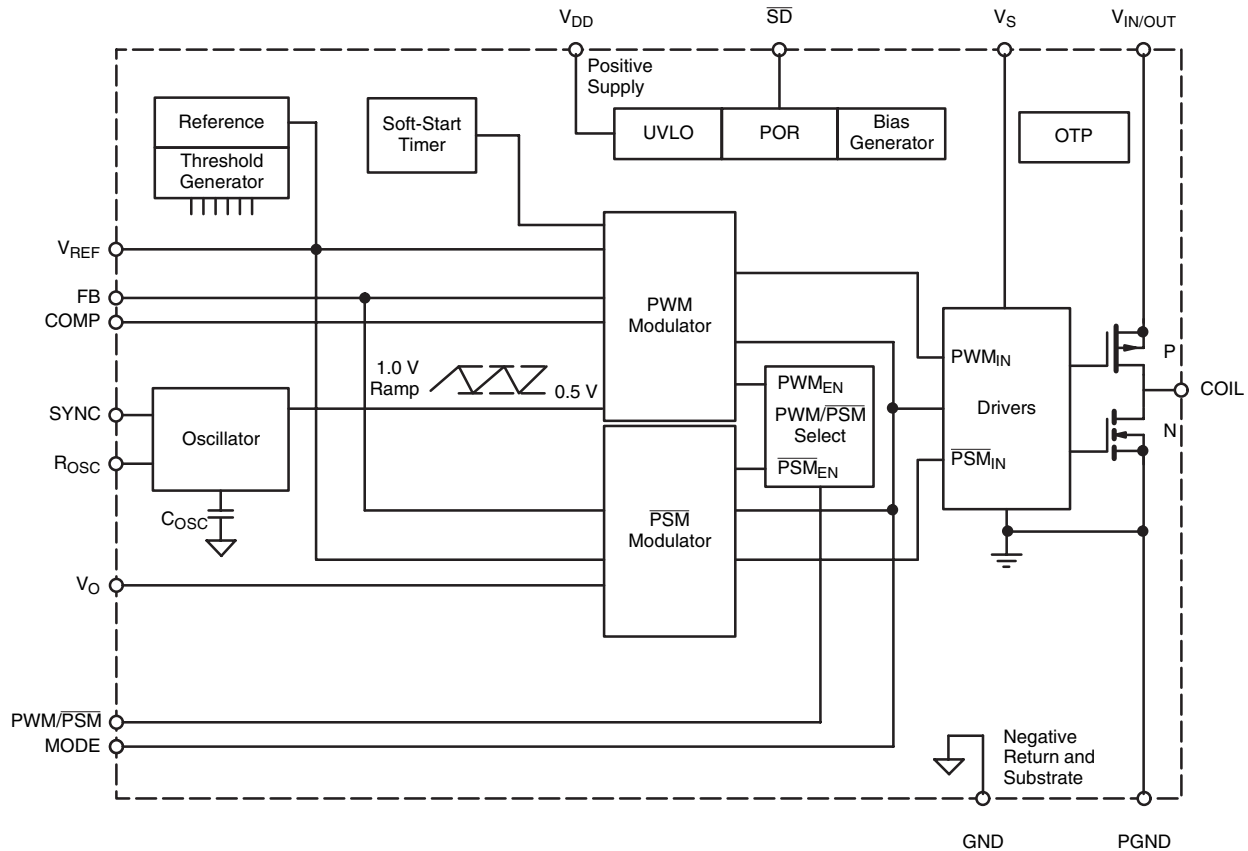 VDD
SD
VS
VIN/OUT
Positive
Supply
Reference
Threshold
Generator
Soft-Start
Timer
UVLO
POR
Bias
Generator
OTP
VREF
FB
COMP
PWM
Modulator
1.0 V
Ramp
0.5 V
SYNC
ROSC
Oscillator
COSC
PWMEN
PWM/PSM
Select
PSMEN
PWMIN
Drivers
PSMIN
P
N
COIL
PSM
Modulator
VO
PWM/PSM
MODE
Negative
Return and
Substrate
GND
PGND